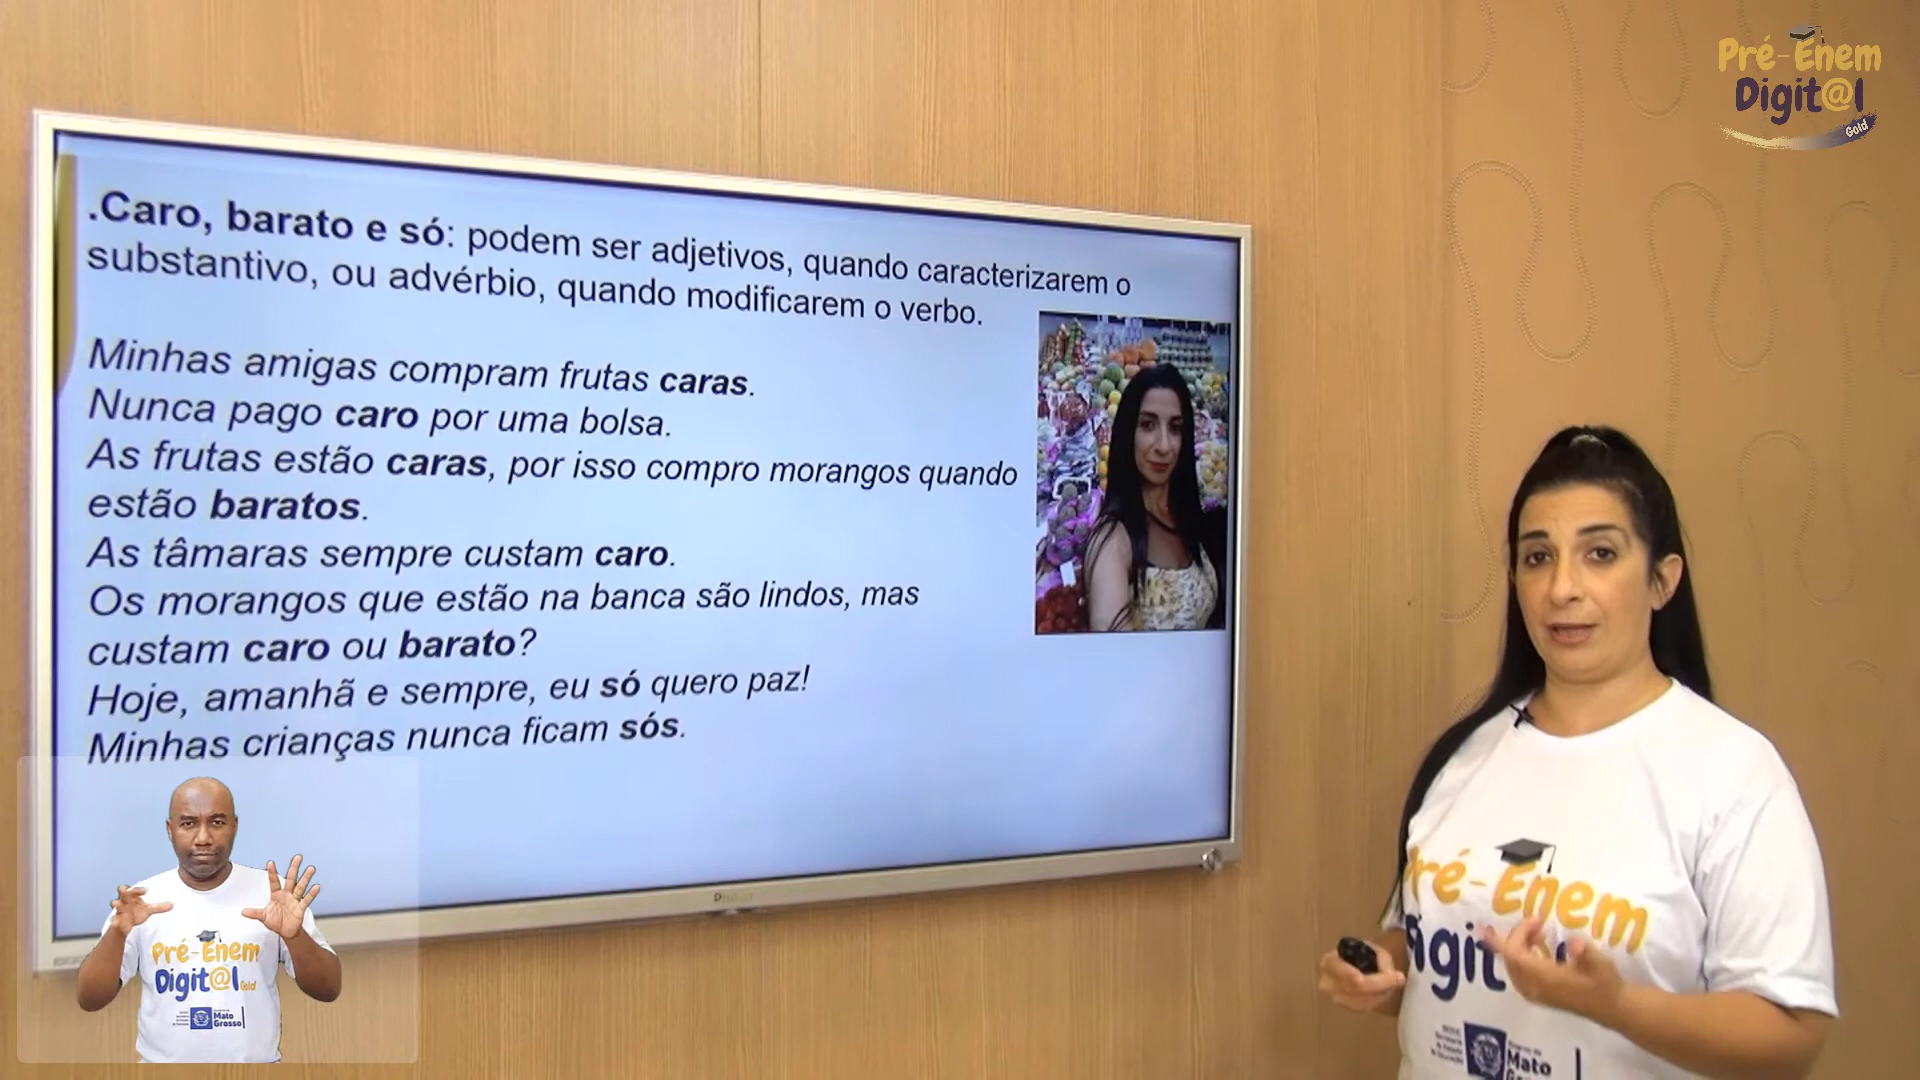 Pré-Enem
Digit@l
Gold
.Caro, barato e só: podem ser adjetivos, quando caracterizarem o
substantivo, ou advérbio, quando modificarem o verbo.
Minhas amigas compram frutas caras.
Nunca pago caro por uma bolsa.
As frutas estão caras, por isso compro morangos quando
estão baratos.
As tâmaras sempre custam caro.
Os morangos que estão na banca são lindos, mas
custam caro ou barato?
Hoje, amanhã e sempre, eu só quero paz!
Minhas crianças nunca ficam sós.
Pré-Enem
Digit@l
Gold
Mato
Grosso
Pré-Enem
Digit
Mato